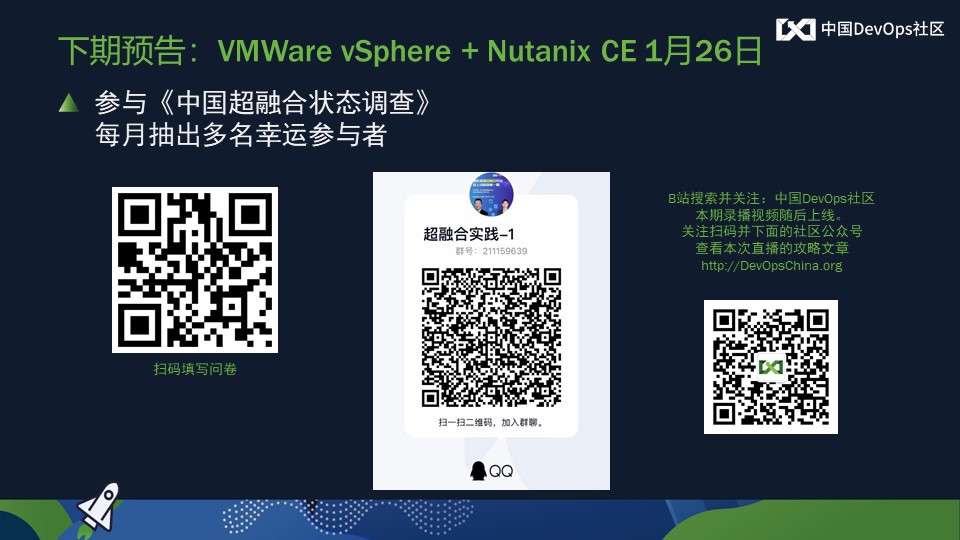 中国DevOps社区
下期预告：VMWare vSphere + Nutanix CE 1月26日
参与《中国超融合状态调查》
每月抽出多名幸运参与者
扫码填写问卷
超融合实践-1
群号：211159639
扫一扫二维码，加入群聊。
QQ
B站搜索并关注：中国DevOps社区
本期录播视频随后上线。
关注扫码并下面的社区公众号
查看本次直播的攻略文章
http://DevOpsChina.org